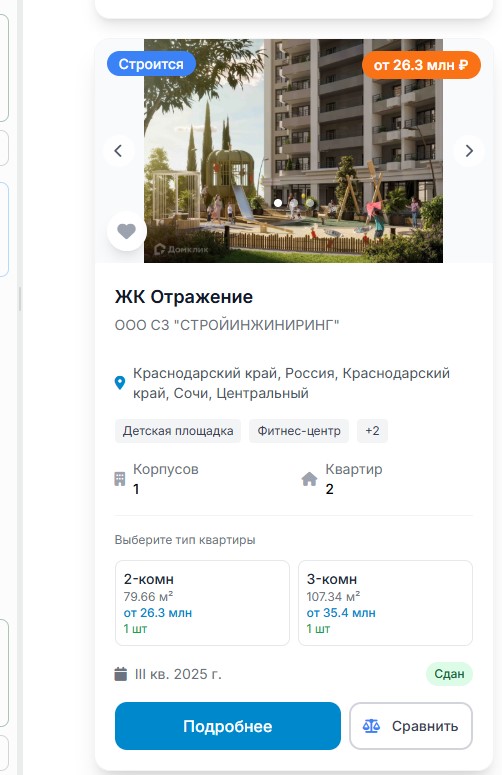 Строится
от 26.3 млн ₽
Домклик
ЖК Отражение
ООО СЗ "СТРОЙИНЖИНИРИНГ"
Краснодарский край, Россия, Краснодарский
край, Сочи, Центральный
Детская площадка Фитнес-центр +2
Корпусов Квартир
1 2
Выберите тип квартиры
2-комн 3-комн
79.66 м² 107.34 м²
от 26.3 млн от 35.4 млн
1 шт 1 шт
III кв. 2025 г. Сдан
Подробнее Сравнить